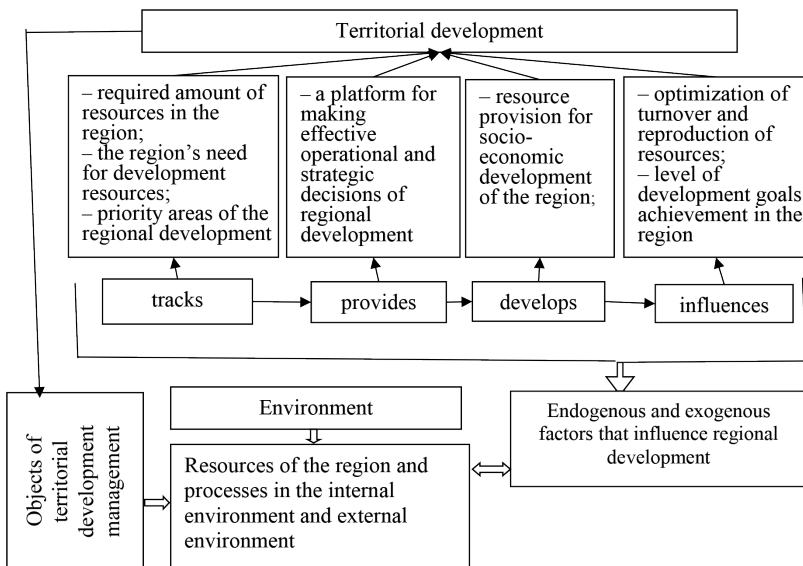 Territorial development
– required amount of
resources in the
region;
– the region’s need
for development
resources;
– priority areas of the
regional development
– a platform for
making
effective
operational and
strategic
decisions of
regional
development
– resource
provision for
socio-
economic
development
of the region;
– optimization of
turnover and
reproduction of
resources;
– level of
development goals
achievement in the
region
tracks
provides
develops
influences
Objects of
territorial
development
management
Environment
Resources of the region and
processes in the internal
environment and external
environment
Endogenous and exogenous
factors that influence regional
development